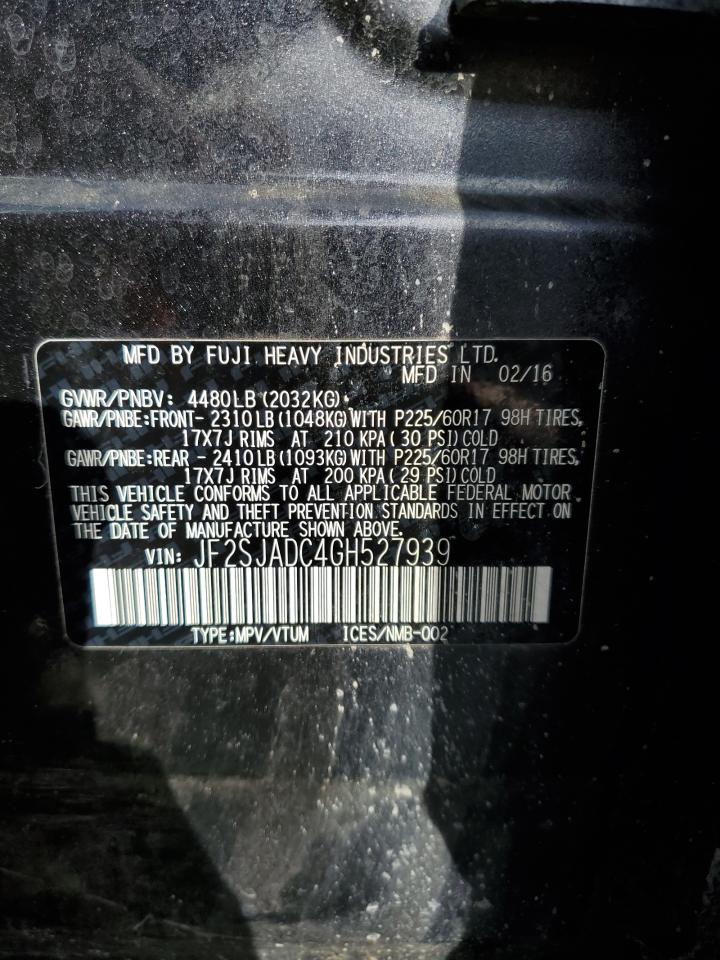 MFD BY FUJI HEAVY INDUSTRIES LTD.
MFD IN 02/16
GVWR/PNBV: 4480LB(2032KG)
GAWR/PNBE:FRONT- 2310LB(1048KG)WITH P225/60R17 98H TIRES,
17X7J RIMS AT 210 KPA(30 PSI)COLD
GAWR/PNBE:REAR - 2410LB(1093KG)WITH P225/60R17 98H TIRES,
17X7J RIMS AT 200 KPA(29 PSI)COLD
THIS VEHICLE CONFORMS TO ALL APPLICABLE FEDERAL MOTOR
VEHICLE SAFETY AND THEFT PREVENTION STANDARDS IN EFFECT ON
THE DATE OF MANUFACTURE SHOWN ABOVE.
VIN: JF2SJADC4GH527939
TYPE:MPV/VTUM ICES/NMB-002